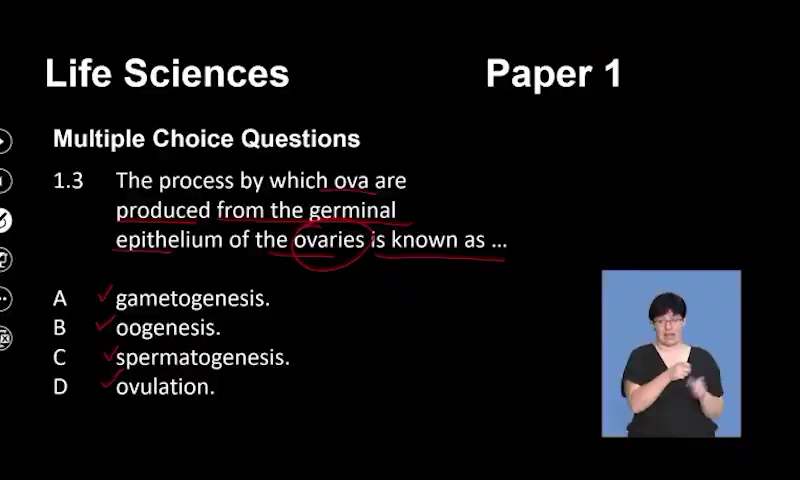 Life Sciences Paper 1
Multiple Choice Questions
1.3 The process by which ova are
produced from the germinal
epithelium of the ovaries is known as ...
A gametogenesis.
B oogenesis.
C spermatogenesis.
D ovulation.